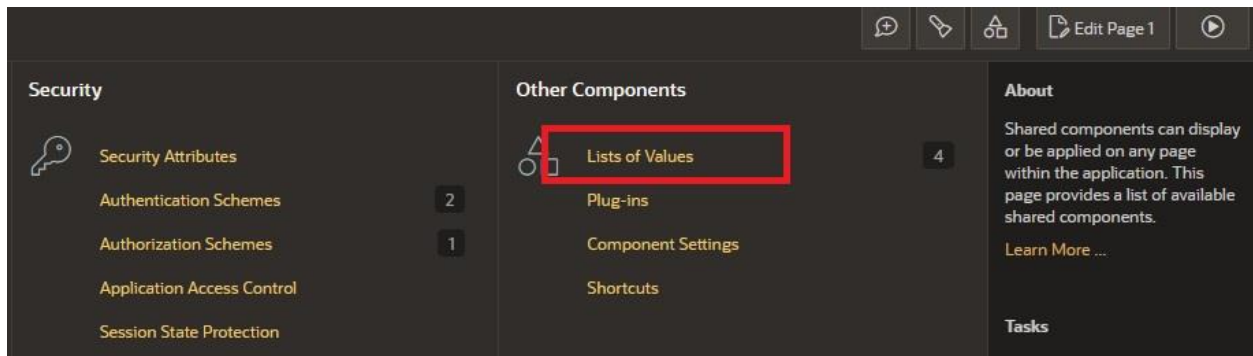 Edit Page 1
Security
Security Attributes
Authentication Schemes 2
Authorization Schemes 1
Application Access Control
Session State Protection
Other Components
Lists of Values 4
Plug-ins
Component Settings
Shortcuts
About
Shared components can display
or be applied on any page
within the application. This
page provides a list of available
shared components.
Learn More ...
Tasks